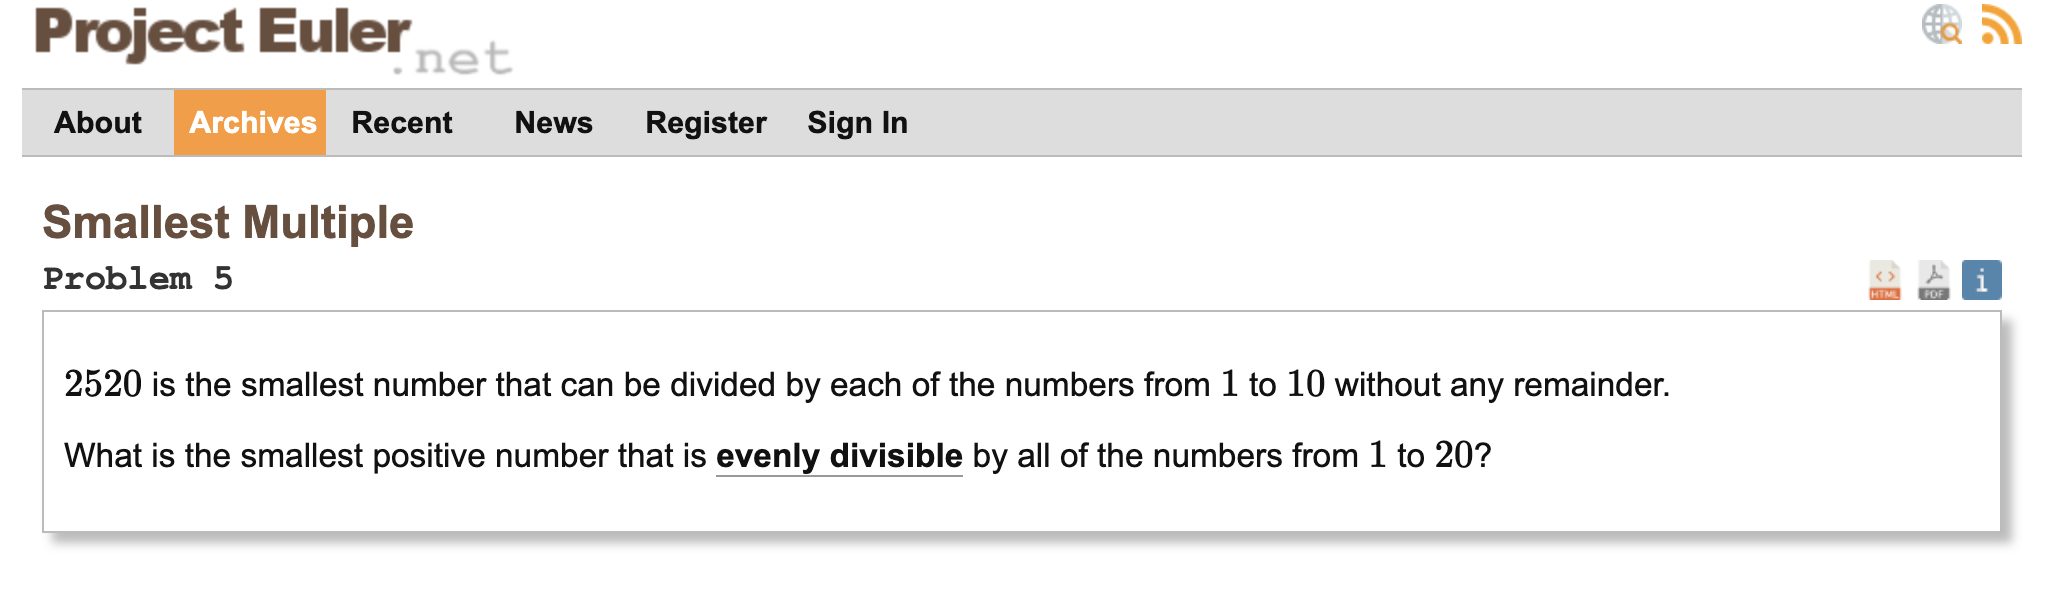 Project Euler .net
About Archives Recent News Register Sign In
Smallest Multiple
Problem 5
HTML PDF i
2520 is the smallest number that can be divided by each of the numbers from 1 to 10 without any remainder.
What is the smallest positive number that is evenly divisible by all of the numbers from 1 to 20?